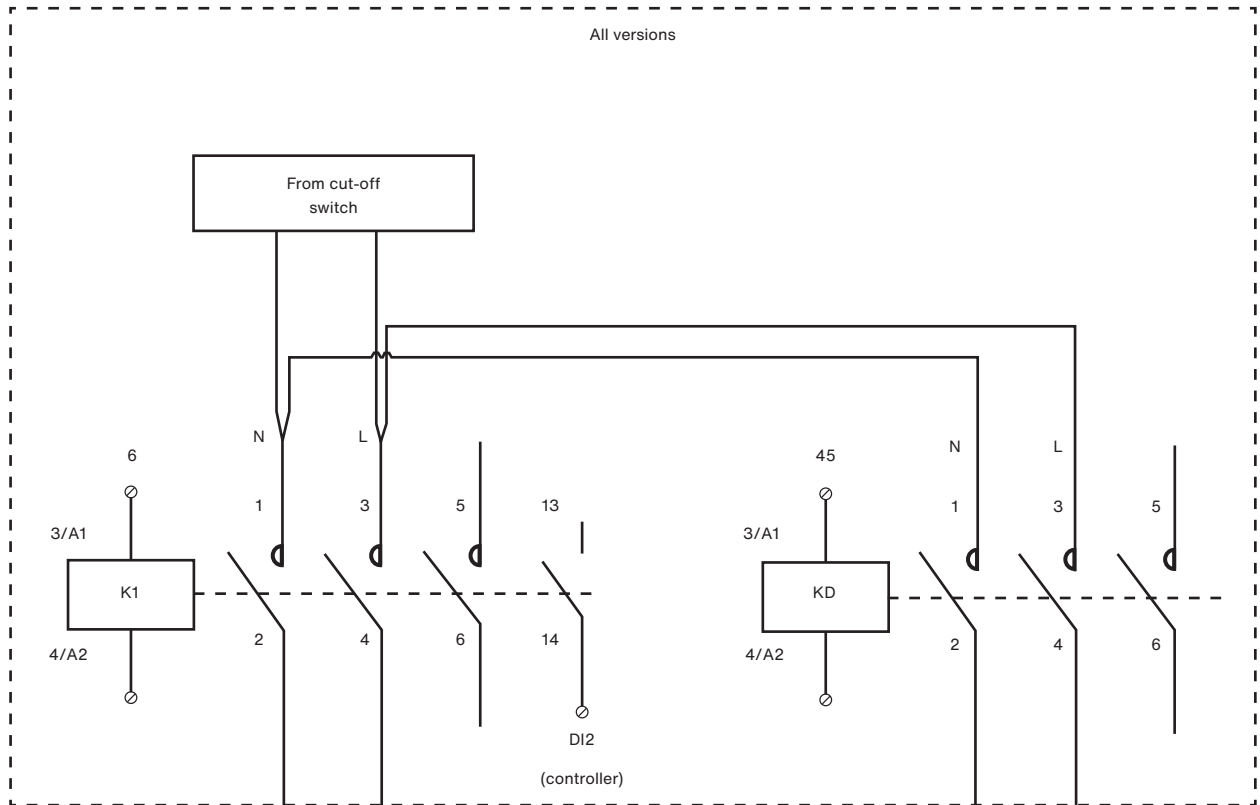 All versions
From cut-off
switch
N
L
N
L
6
45
1
3
5
13
1
3
5
3/A1
3/A1
K1
KD
2
4
6
14
2
4
6
4/A2
4/A2
DI2
(controller)